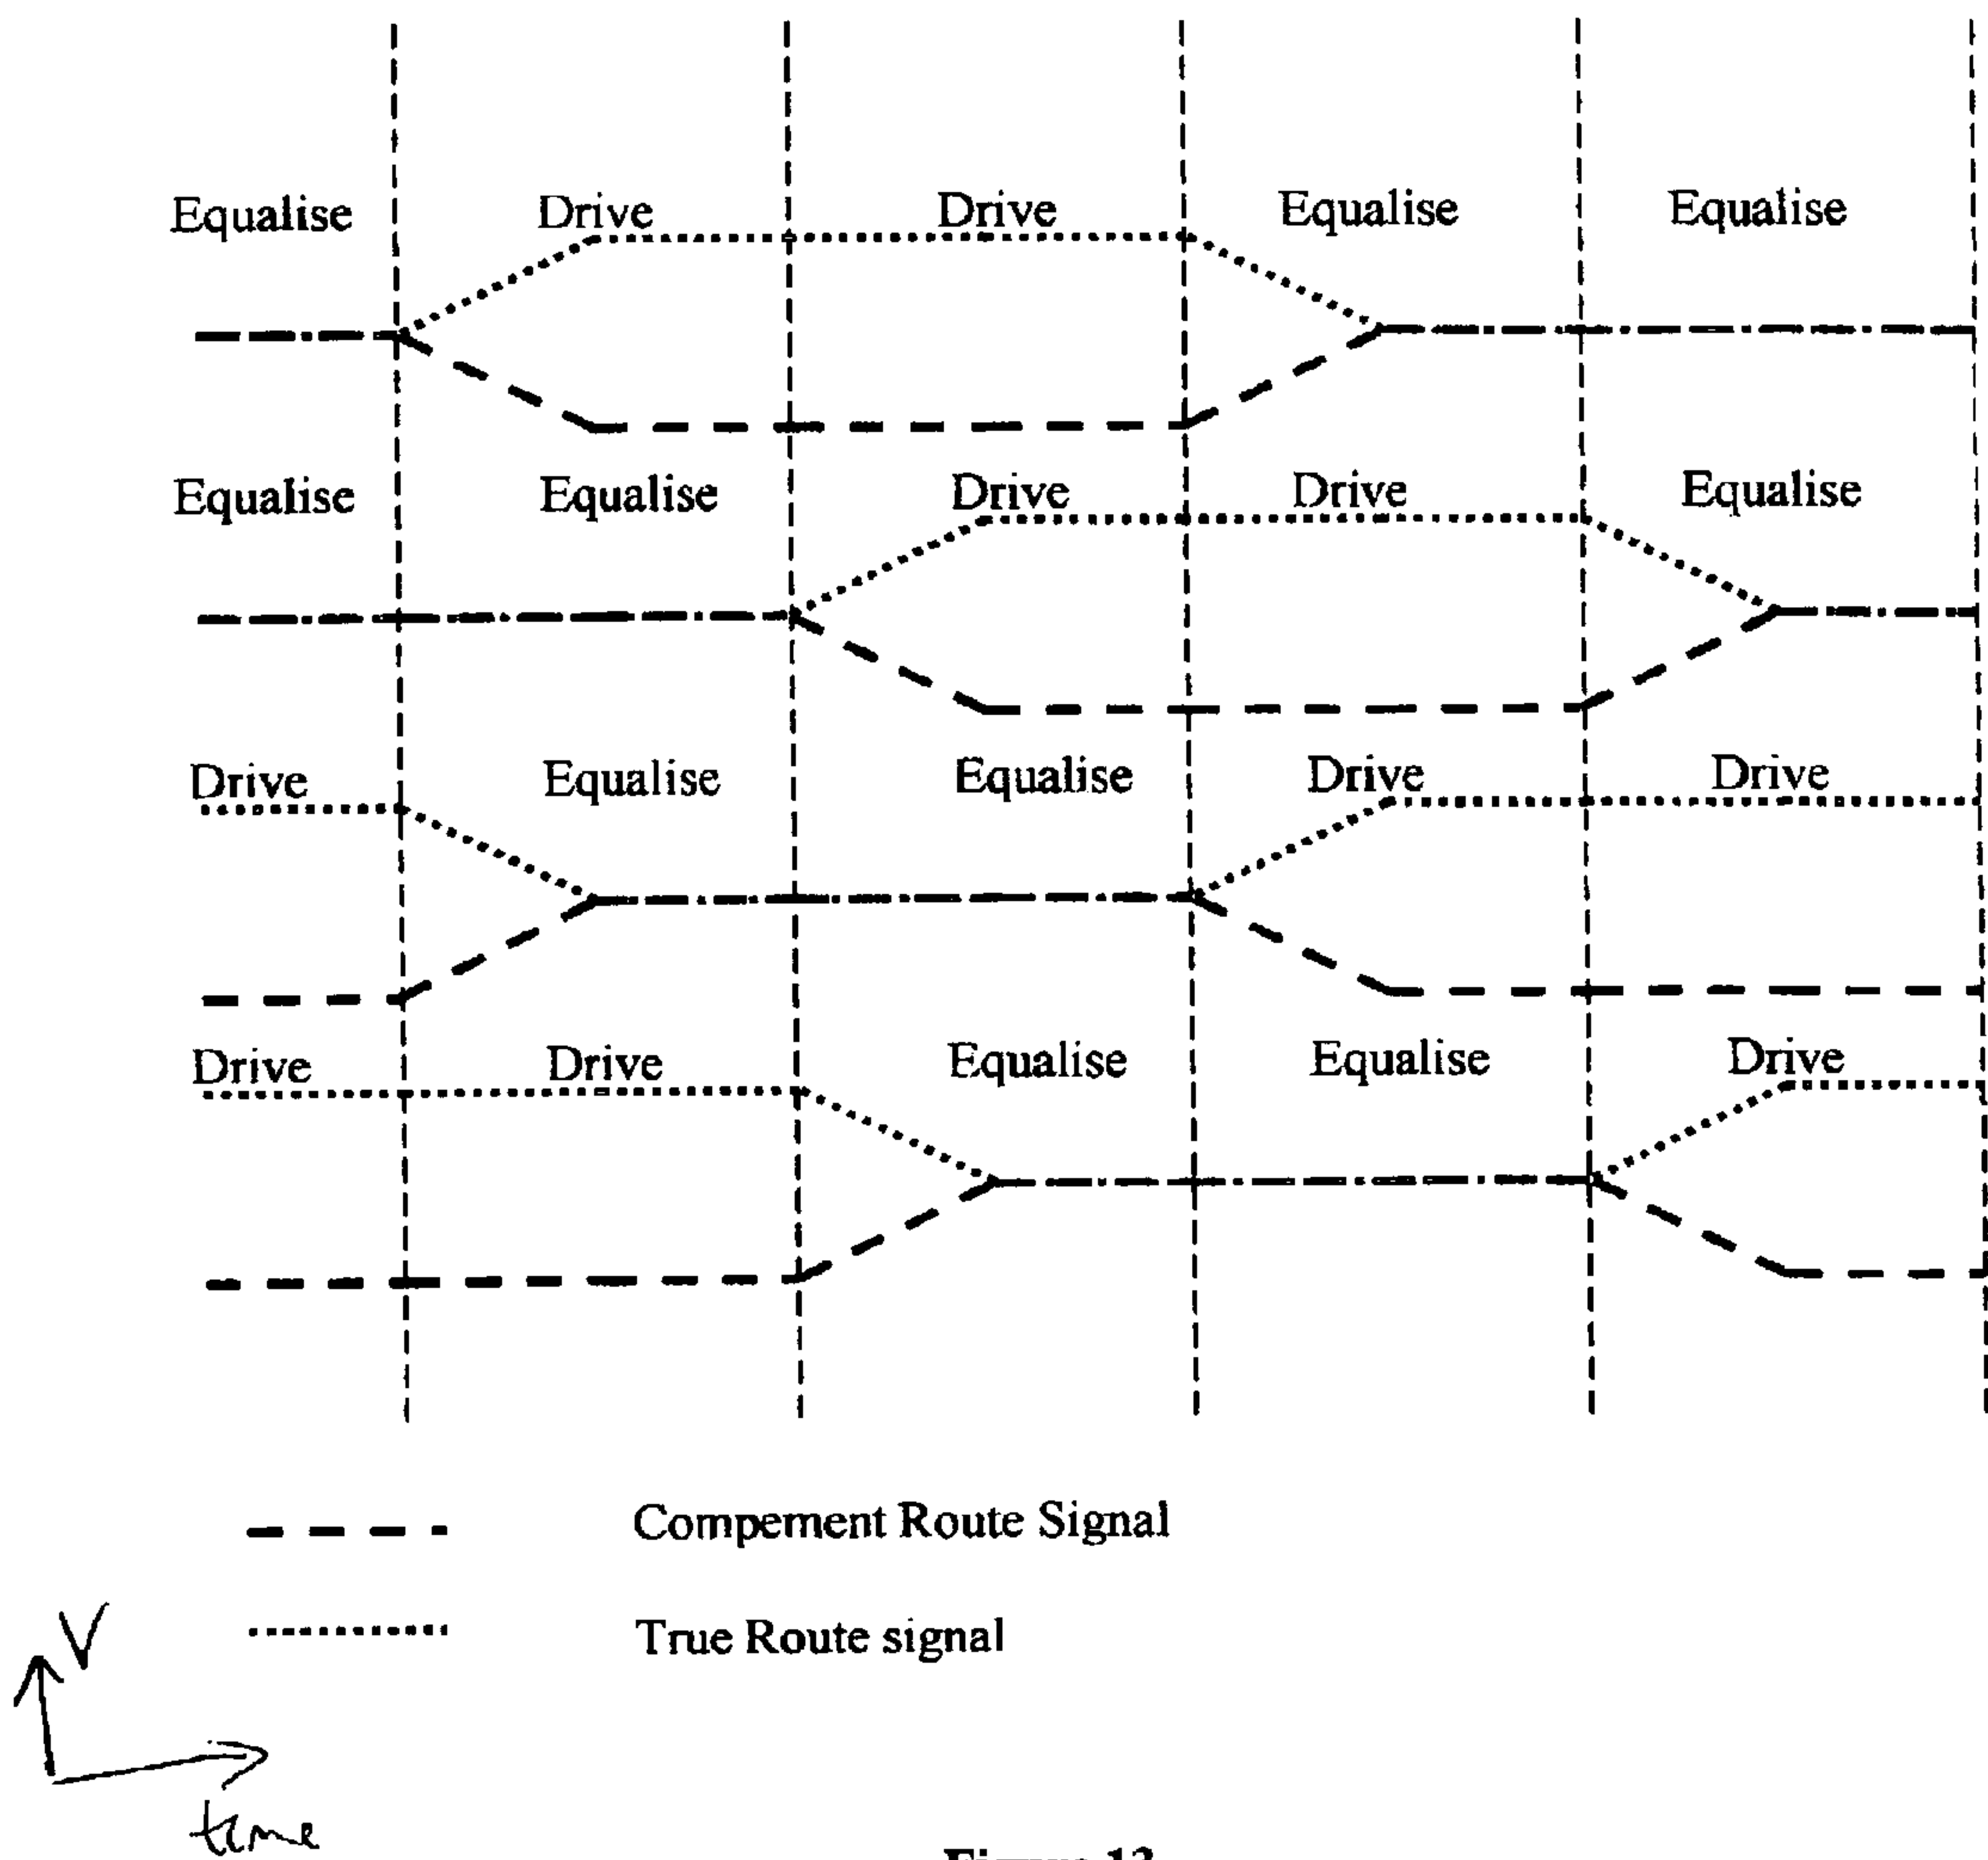 Equalise Drive Drive Equalise Equalise
Equalise Equalise Drive Drive Equalise
Drive Equalise Equalise Drive Drive
Drive Drive Equalise Equalise Drive
Compement Route Signal
True Route signal
V
time